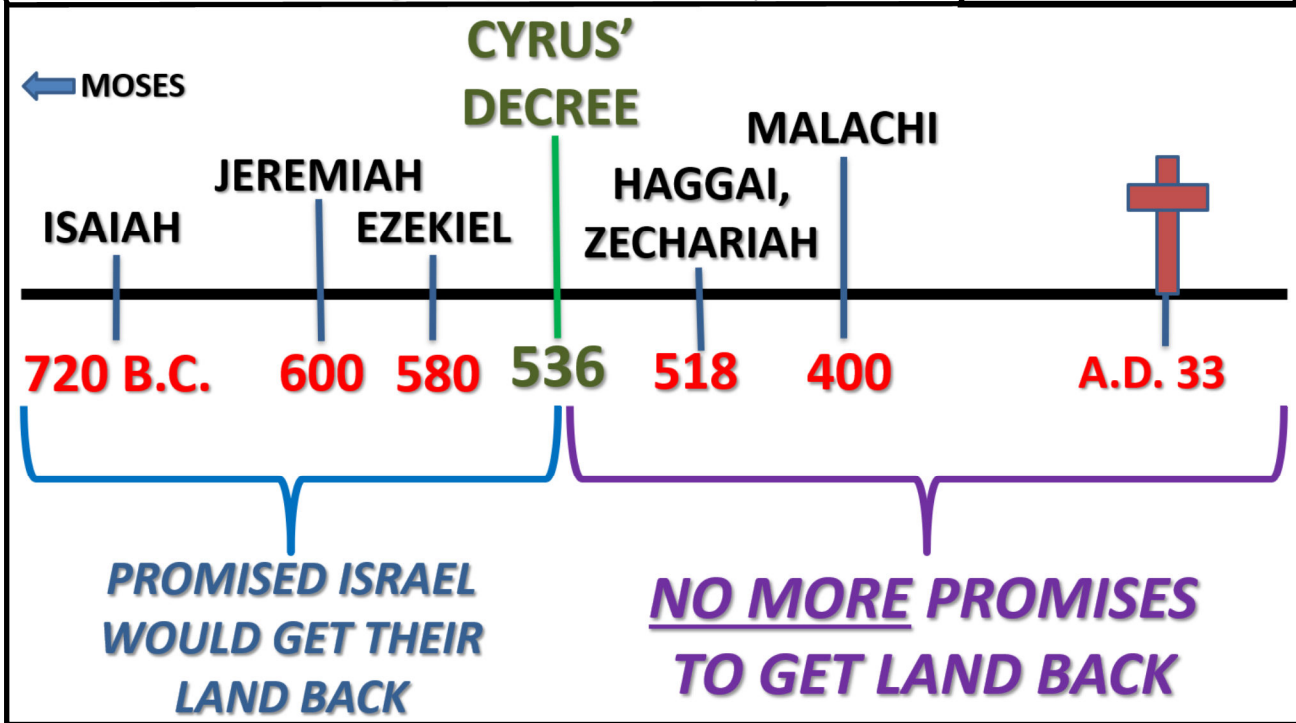 CYRUS'
DECREE
MOSES
MALACHI
JEREMIAH
HAGGAI,
ZECHARIAH
ISAIAH
EZEKIEL
720 B.C.
600
580
536
518
400
A.D. 33
PROMISED ISRAEL
WOULD GET THEIR
LAND BACK
NO MORE PROMISES
TO GET LAND BACK